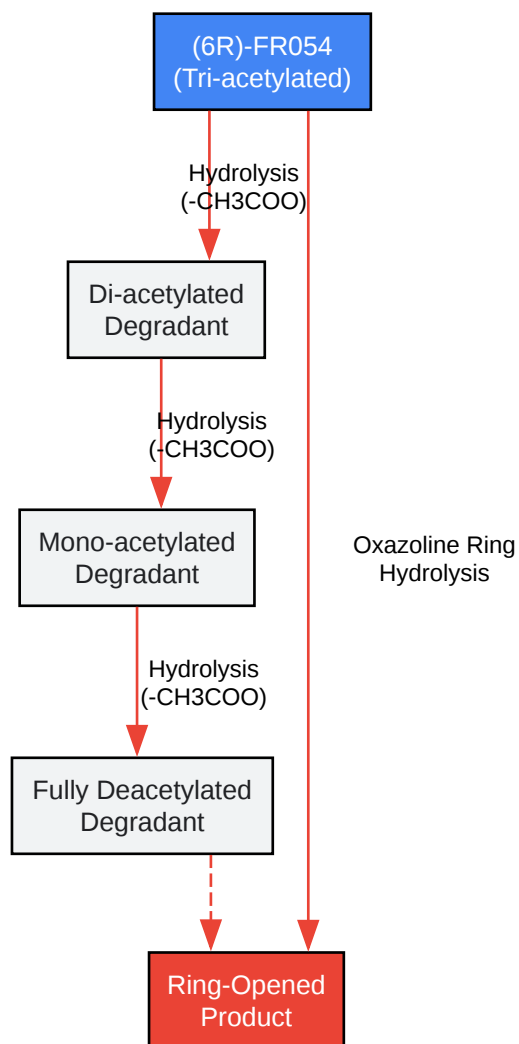 (6R)-FR054
(Tri-acetylated)
Hydrolysis
(-CH3COO)
Di-acetylated
Degradant
Hydrolysis
(-CH3COO)
Mono-acetylated
Degradant
Oxazoline Ring
Hydrolysis
Hydrolysis
(-CH3COO)
Fully Deacetylated
Degradant
Ring-Opened
Product